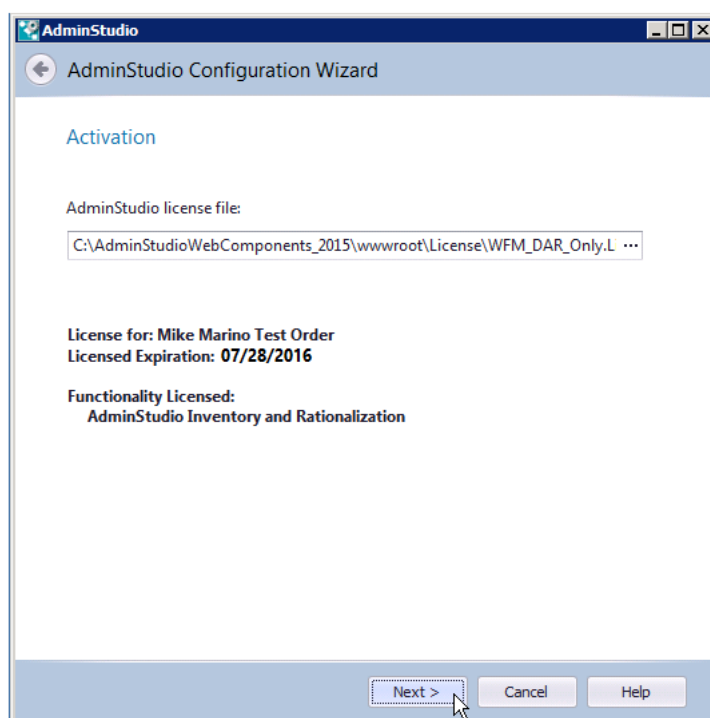 AdminStudio
AdminStudio Configuration Wizard
Activation
AdminStudio license file:
C:\AdminStudioWebComponents_2015\wwwroot\License\WFM_DAR_Only.L ...
License for: Mike Marino Test Order
Licensed Expiration: 07/28/2016
Functionality Licensed:
AdminStudio Inventory and Rationalization
Next > Cancel Help